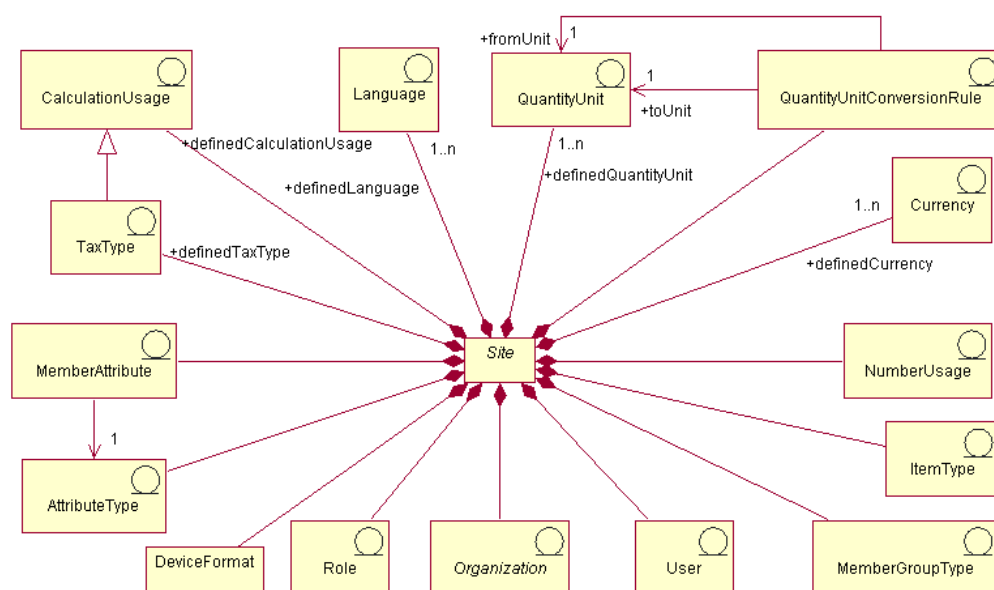 1
+fromUnit
CalculationUsage
Language
QuantityUnit
1
+toUnit
QuantityUnitConversionRule
+definedCalculationUsage
1..n
1..n
+definedLanguage
+definedQuantityUnit
1..n
Currency
TaxType
+definedTaxType
+definedCurrency
Site
MemberAttribute
NumberUsage
1
AttributeType
ItemType
DeviceFormat
Role
Organization
User
MemberGroupType